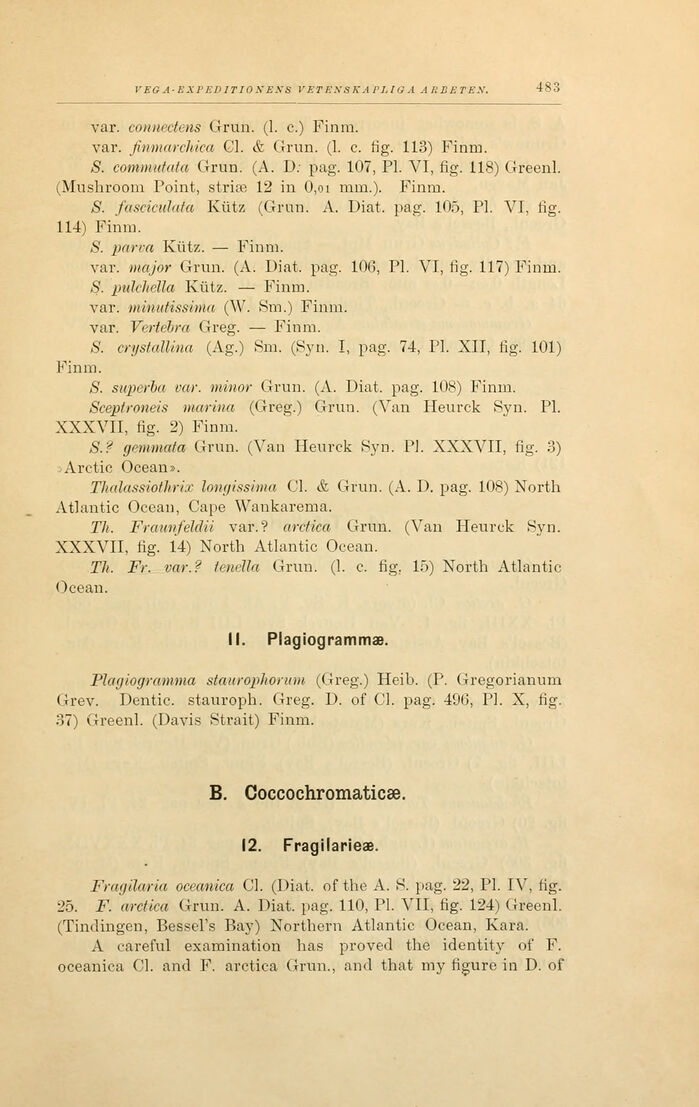 VEGA-EXPEDITIONENS VETENSKAPLIGA ARBETEN. 483
var. connectens Grun. (l. c.) Finm.
var. finmarchica Cl. & Grun. (l. c. fig. 113) Finm.
S. commutata Grun. (A. D. pag. 107, Pl. VI, fig. 118) Greenl.
(Mushroom Point, striæ 12 in 0,01 mm.). Finm.
S. fasciculata Kütz (Grun. A. Diat. pag. 105, Pl. VI, fig.
114) Finm.
S. parva Kütz. — Finm.
var. major Grun. (A. Diat. pag. 106, Pl. VI, fig. 117) Finm.
S. pulchella Kütz. — Finm.
var. minutissima (W. Sm.) Finm.
var. Vertebra Greg. — Finm.
S. crystallina (Ag.) Sm. (Syn. I, pag. 74, Pl. XII, fig. 101)
Finm.
S. superba var. minor Grun. (A. Diat. pag. 108) Finm.
Sceptroneis marina (Greg.) Grun. (Van Heurck Syn. Pl.
XXXVII, fig. 2) Finm.
S.? gemmata Grun. (Van Heurck Syn. Pl. XXXVII, fig. 3)
»Arctic Ocean».
Thalassiothrix longissima Cl. & Grun. (A. D. pag. 108) North
Atlantic Ocean, Cape Wankarema.
Th. Fraunfeldii var.? arctica Grun. (Van Heurck Syn.
XXXVII, fig. 14) North Atlantic Ocean.
Th. Fr. var.? tenella Grun. (l. c. fig. 15) North Atlantic
Ocean.
11. Plagiogrammæ.
Plagiogramma staurophorum (Greg.) Heib. (P. Gregorianum
Grev. Dentic. stauroph. Greg. D. of Cl. pag. 496, Pl. X, fig.
37) Greenl. (Davis Strait) Finm.
B. Coccochromaticæ.
12. Fragilarieæ.
Fragilaria oceanica Cl. (Diat. of the A. S. pag. 22, Pl. IV, fig.
25. F. arctica Grun. A. Diat. pag. 110, Pl. VII, fig. 124) Greenl.
(Tindingen, Bessel's Bay) Northern Atlantic Ocean, Kara.
A careful examination has proved the identity of F.
oceanica Cl. and F. arctica Grun., and that my figure in D. of